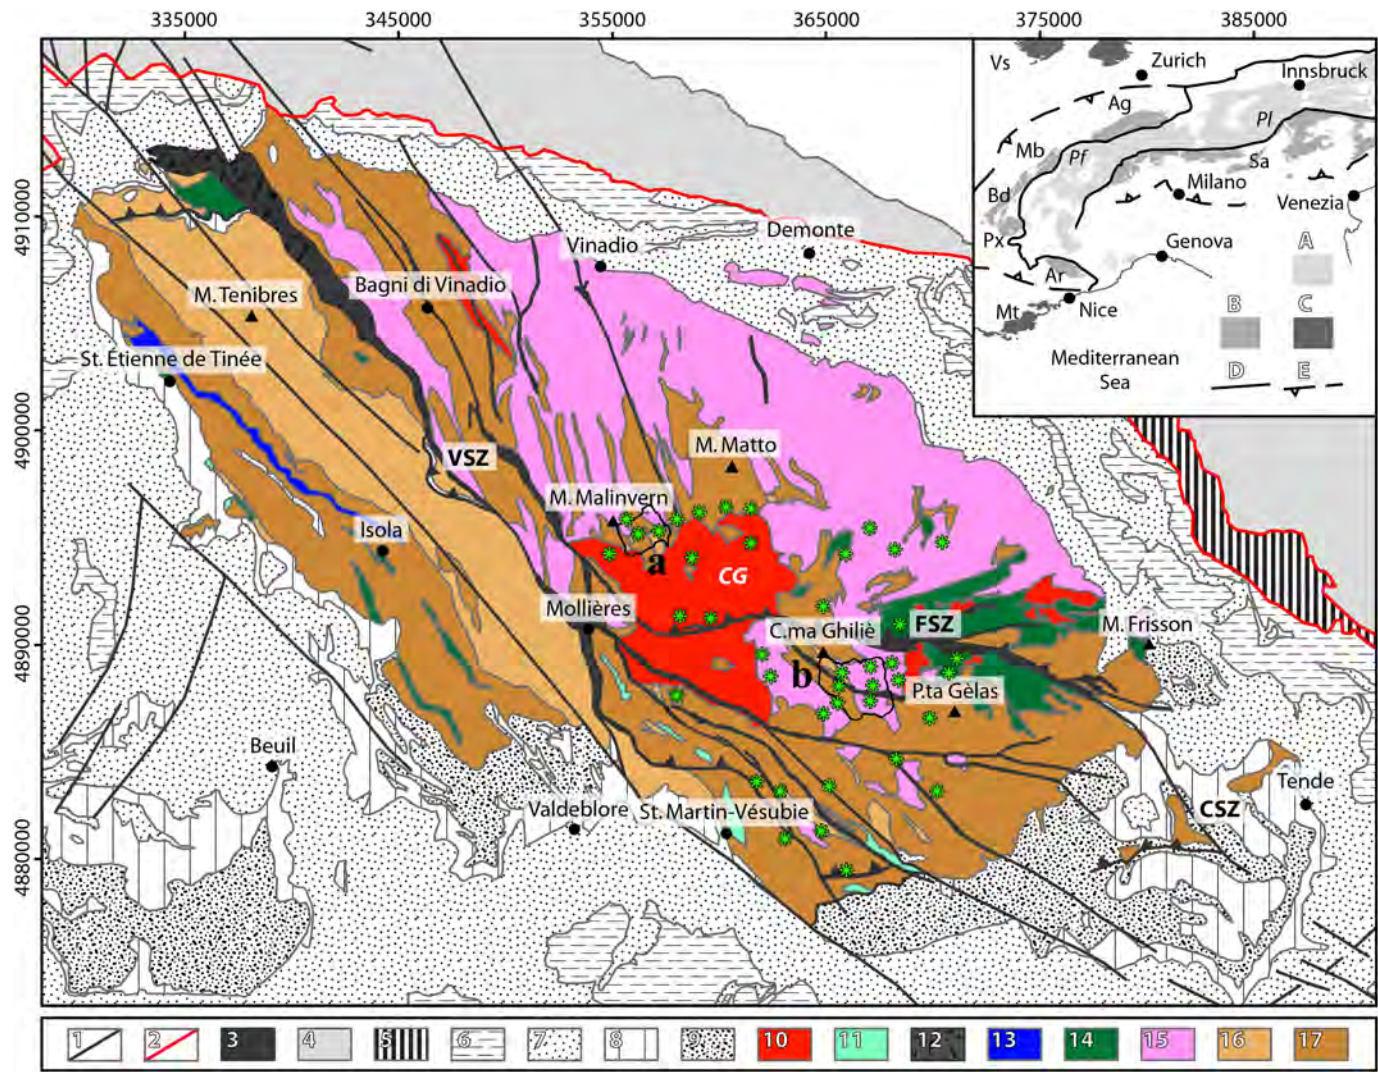 335000 345000 355000 365000 375000 385000
4910000
4900000
4890000
4880000
Vs
Zurich
Innsbruck
Ag
Pl
Mb
Pf
Sa
Bd
Milano
Venezia
Px
Genova
A
Ar
Mt
Nice
B C
Mediterranean
Sea
D E
Demonte
Vinadio
Bagni di Vinadio
M. Tenibres
St. Étienne de Tinée
VSZ
M. Matto
M. Malinvern
Isola
a
CG
Mollières
C.ma Ghiliè
FSZ
M. Frisson
b
P.ta Gèlas
Beuil
Valdeblore
St. Martin-Vésubie
CSZ
Tende
1 2 3 4 5 6 7 8 9 10 11 12 13 14 15 16 17